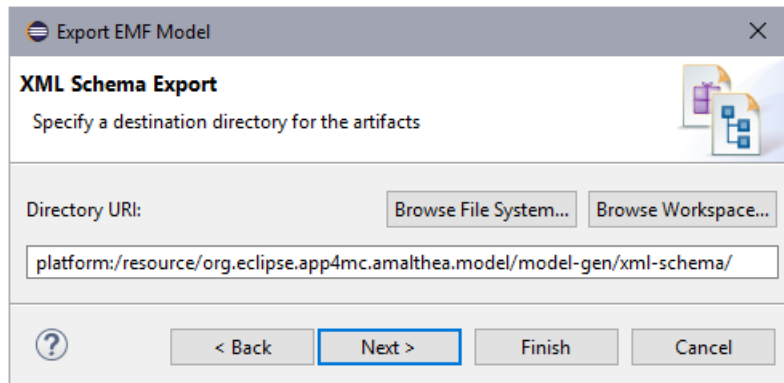 Export EMF Model
XML Schema Export
Specify a destination directory for the artifacts
Directory URI: Browse File System... Browse Workspace...
platform:/resource/org.eclipse.app4mc.amalthea.model/model-gen/xml-schema/
? < Back Next > Finish Cancel